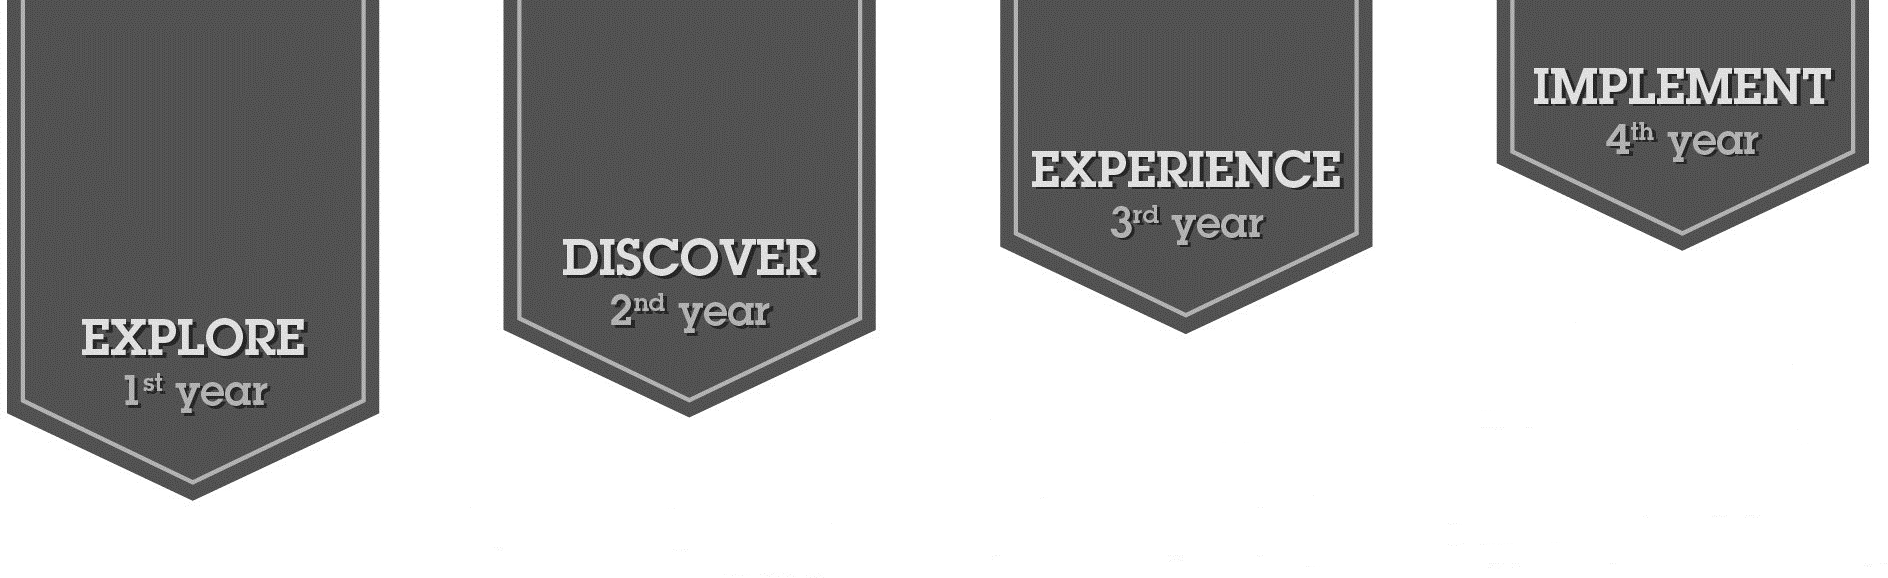 EXPLORE
1st year
DISCOVER
2nd year
EXPERIENCE
3rd year
IMPLEMENT
4th year